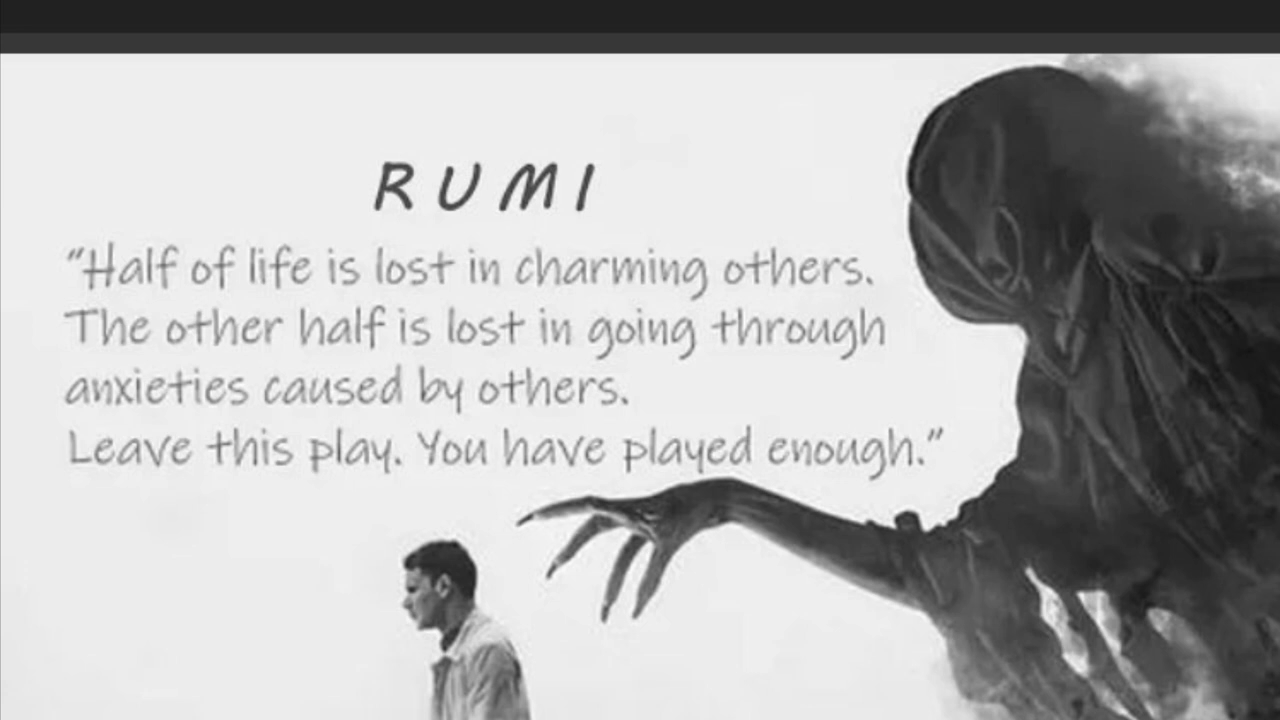 RUMI
“Half of life is lost in charming others.
The other half is lost in going through
anxieties caused by others.
Leave this play. You have played enough.”